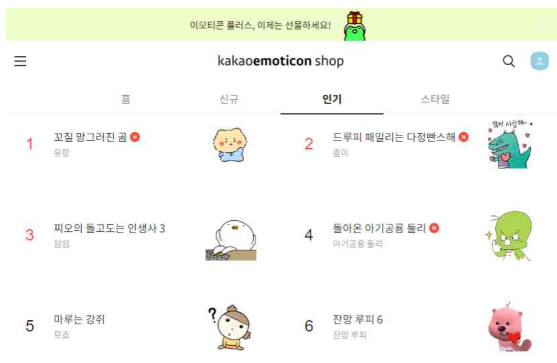 이모티콘 플러스, 이제는 선물하세요!
kakaoemoticon shop
홈 신규 인기 스타일
1 꼬질 망그러진 곰 N
유랑
2 드루피 패밀리는 다정빤스해 N
줌미
3 찌오의 돌고도는 인생사 3
임임
4 돌아온 아기공룡 둘리 N
아기공룡 둘리
5 마루는 강쥐
모죠
6 잔망 루피 6
잔망 루피